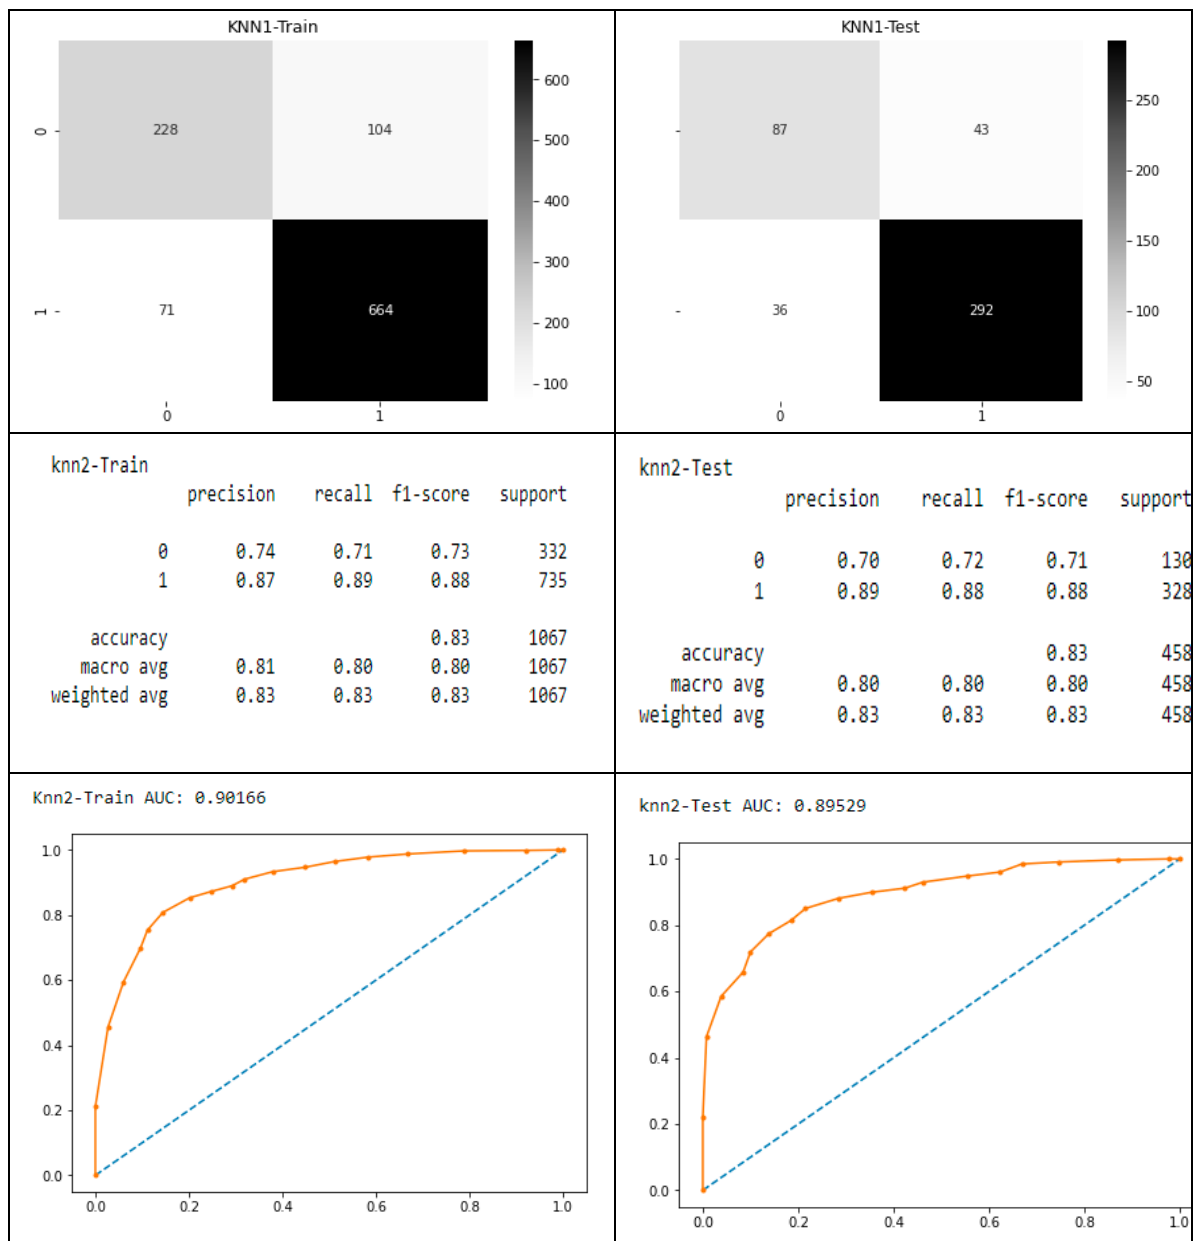 KNN1-Train
0
228 104
1
71 664
0 1
600
500
400
300
200
100
KNN1-Test
87 43
36 292
0 1
250
200
150
100
50
knn2-Train
precision recall f1-score support
0 0.74 0.71 0.73 332
1 0.87 0.89 0.88 735
accuracy 0.83 1067
macro avg 0.81 0.80 0.80 1067
weighted avg 0.83 0.83 0.83 1067
knn2-Test
precision recall f1-score support
0 0.70 0.72 0.71 130
1 0.89 0.88 0.88 328
accuracy 0.83 458
macro avg 0.80 0.80 0.80 458
weighted avg 0.83 0.83 0.83 458
Knn2-Train AUC: 0.90166
1.0
0.8
0.6
0.4
0.2
0.0
0.0 0.2 0.4 0.6 0.8 1.0
knn2-Test AUC: 0.89529
1.0
0.8
0.6
0.4
0.2
0.0
0.0 0.2 0.4 0.6 0.8 1.0